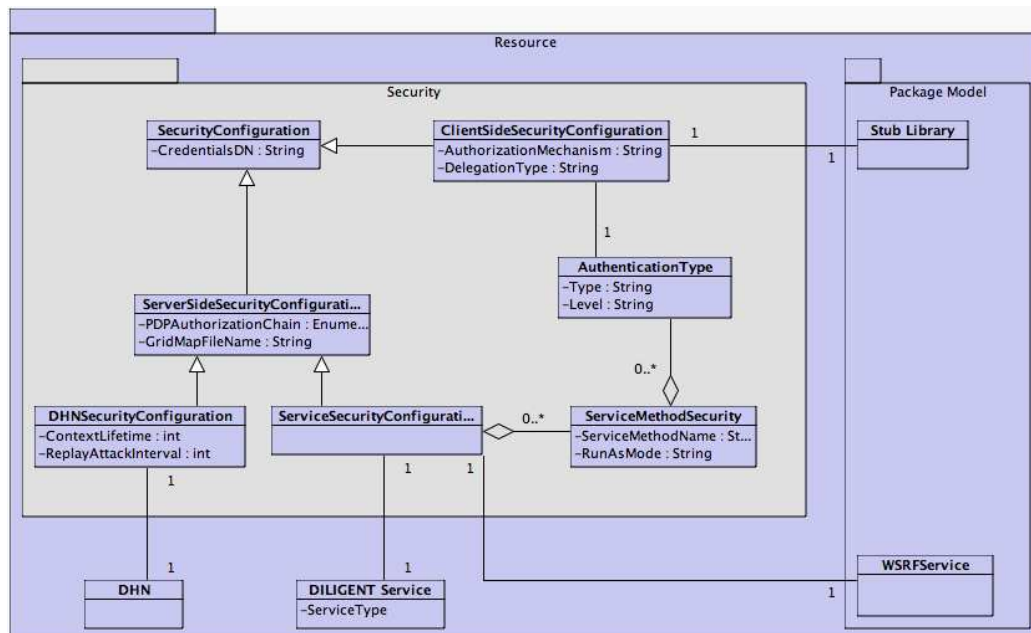 Resource
Security
Package Model
SecurityConfiguration
–CredentialsDN : String
ClientSideSecurityConfiguration
–AuthorizationMechanism : String
–DelegationType : String
1
1
Stub Library
1
AuthenticationType
–Type : String
–Level : String
ServerSideSecurityConfigurati...
–PDPAuthorizationChain : Enume...
–GridMapFileName : String
0..*
DHNSecurityConfiguration
–ContextLifetime : int
–ReplayAttackInterval : int
ServiceSecurityConfigurati...
0..*
ServiceMethodSecurity
–ServiceMethodName : St...
–RunAsMode : String
1
1
1
1
1
1
DHN
DILIGENT Service
–ServiceType
WSRFService